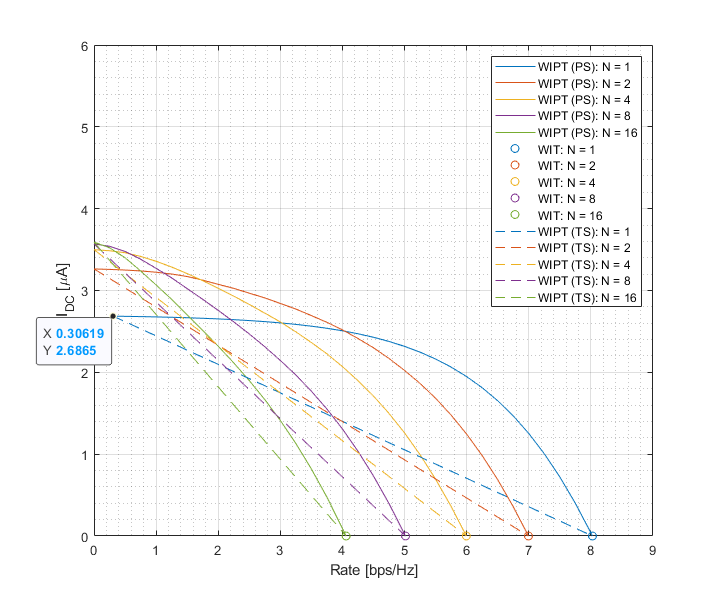 6
5
4
3
2
1
0
I_DC [μA]
X 0.30619
Y 2.6865
WIPT (PS): N = 1
WIPT (PS): N = 2
WIPT (PS): N = 4
WIPT (PS): N = 8
WIPT (PS): N = 16
WIT: N = 1
WIT: N = 2
WIT: N = 4
WIT: N = 8
WIT: N = 16
WIPT (TS): N = 1
WIPT (TS): N = 2
WIPT (TS): N = 4
WIPT (TS): N = 8
WIPT (TS): N = 16
0 1 2 3 4 5 6 7 8 9
Rate [bps/Hz]